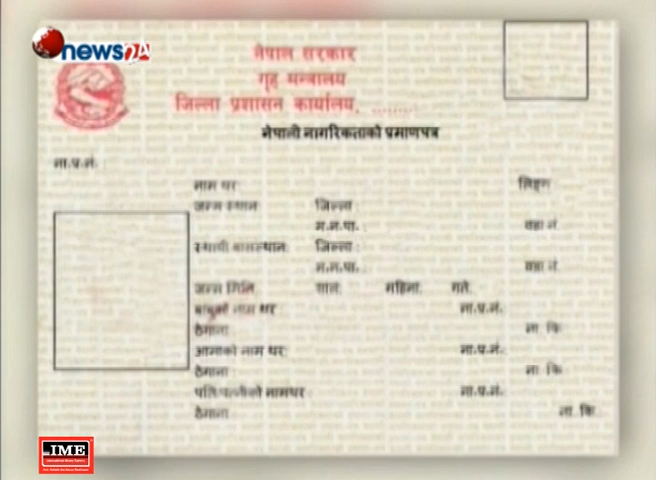 news24
नेपाल सरकार
गृह मन्त्रालय
जिल्ला प्रशासन कार्यालय, ..........
नेपाली नागरिकताको प्रमाणपत्र
ना.प्र.नं.
नाम थर लिङ्ग
जन्म स्थान जिल्ला
वडा नं
स्थायी बासस्थान जिल्ला :
वडा नं
जन्म मिति साल महिना गते
बाबुको नाम थर ना.प्र.नं.
ठेगाना ना कि
आमाको नाम थर: ना.प्र.नं.
ठेगाना ना कि
पति/पत्नीको नामथर ना.प्र.नं.
ठेगाना ना कि
IME